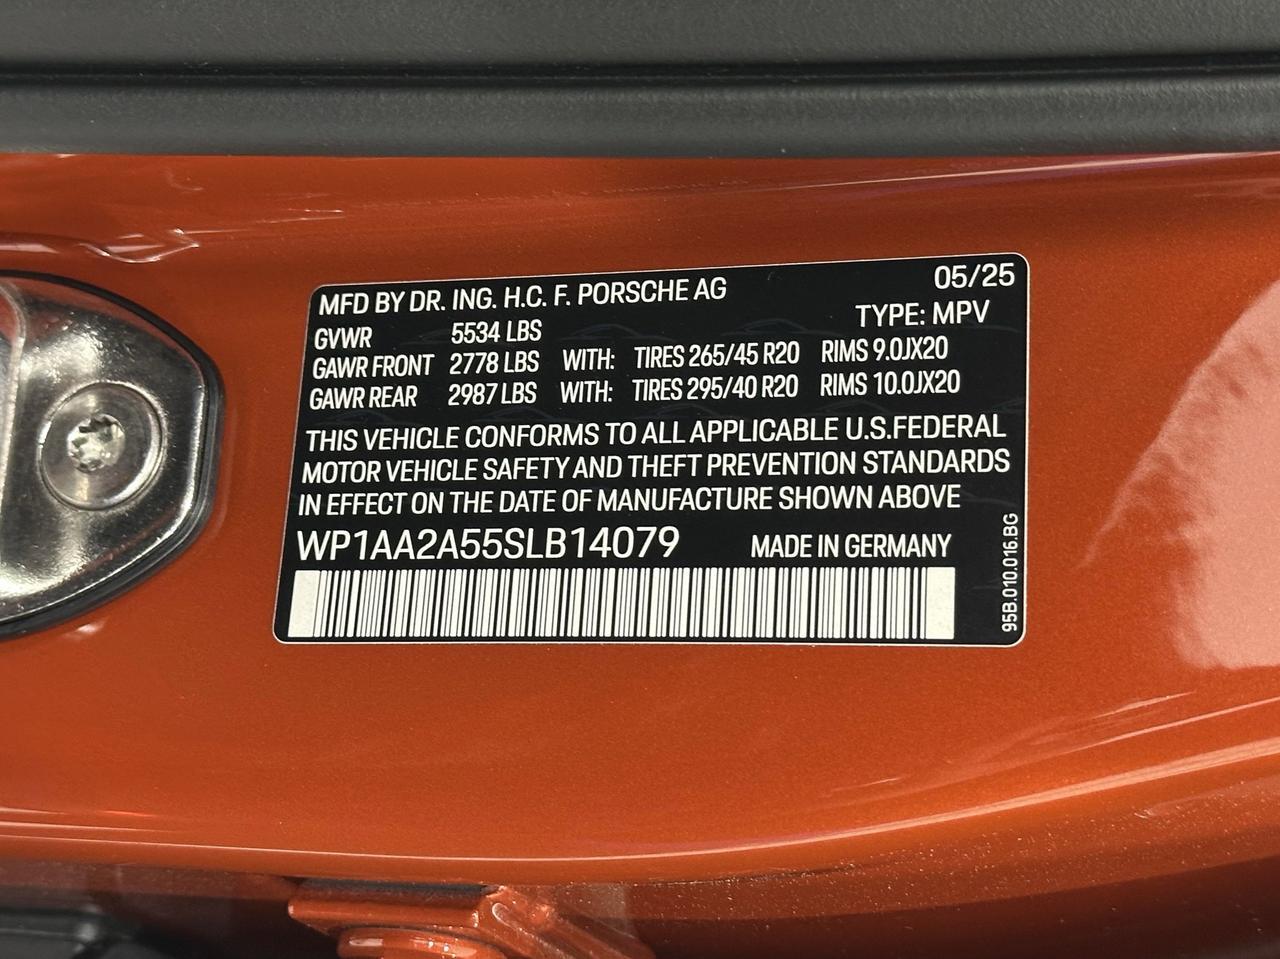 MFD BY DR. ING. H.C. F. PORSCHE AG 05/25
GVWR 5534 LBS TYPE: MPV
GAWR FRONT 2778 LBS WITH: TIRES 265/45 R20 RIMS 9.0JX20
GAWR REAR 2987 LBS WITH: TIRES 295/40 R20 RIMS 10.0JX20
THIS VEHICLE CONFORMS TO ALL APPLICABLE U.S.FEDERAL
MOTOR VEHICLE SAFETY AND THEFT PREVENTION STANDARDS
IN EFFECT ON THE DATE OF MANUFACTURE SHOWN ABOVE
WP1AA2A55SLB14079 MADE IN GERMANY
95B.010.016.BG